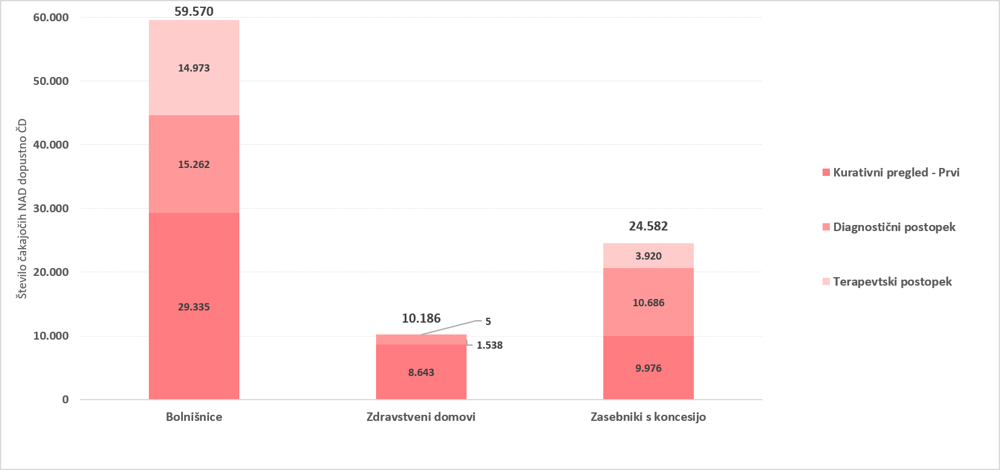 Število čakajočih NAD dopustno ČD
60.000
50.000
40.000
30.000
20.000
10.000
0
59.570
14.973
15.262
29.335
10.186
5
1.538
8.643
24.582
3.920
10.686
9.976
Bolnišnice
Zdravstveni domovi
Zasebniki s koncesijo
Kurativni pregled - Prvi
Diagnostični postopek
Terapevtski postopek